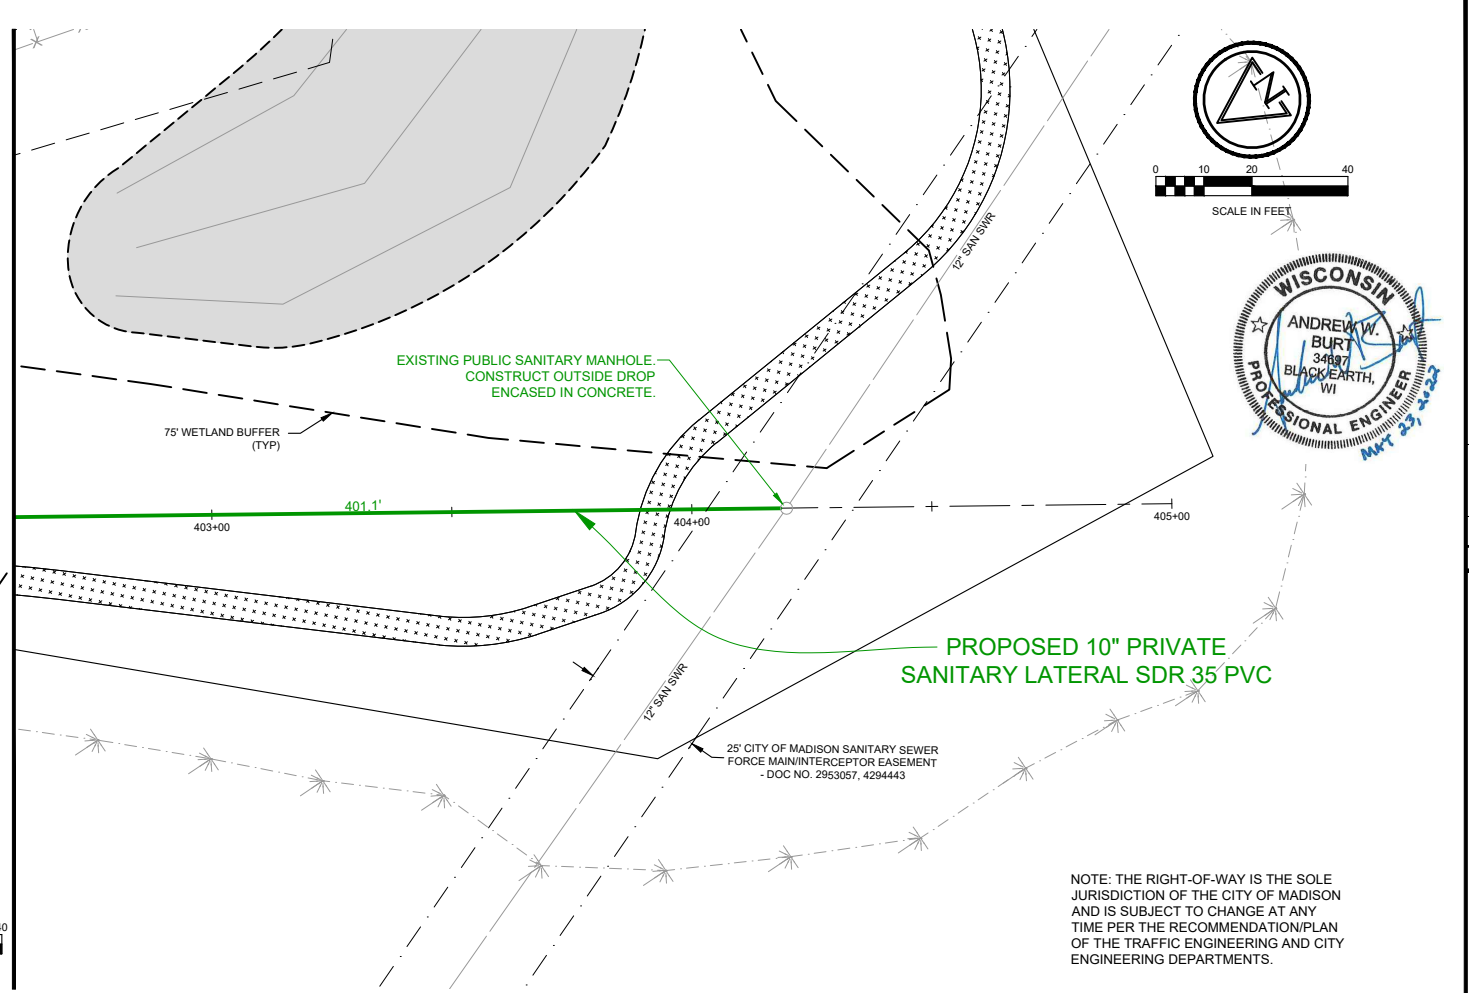 N
0 10 20 40
SCALE IN FEET
WISCONSIN
ANDREW W.
BURT
34697
BLACK EARTH,
WI
PROFESSIONAL ENGINEER
MAY 23, 2022
12" SAN SWR
EXISTING PUBLIC SANITARY MANHOLE.
CONSTRUCT OUTSIDE DROP
ENCASED IN CONCRETE.
75' WETLAND BUFFER
(TYP)
401.1'
403+00
404+00
405+00
PROPOSED 10" PRIVATE
SANITARY LATERAL SDR 35 PVC
12" SAN SWR
25' CITY OF MADISON SANITARY SEWER
FORCE MAIN/INTERCEPTOR EASEMENT
- DOC NO. 2953057, 4294443
NOTE: THE RIGHT-OF-WAY IS THE SOLE
JURISDICTION OF THE CITY OF MADISON
AND IS SUBJECT TO CHANGE AT ANY
TIME PER THE RECOMMENDATION/PLAN
OF THE TRAFFIC ENGINEERING AND CITY
ENGINEERING DEPARTMENTS.